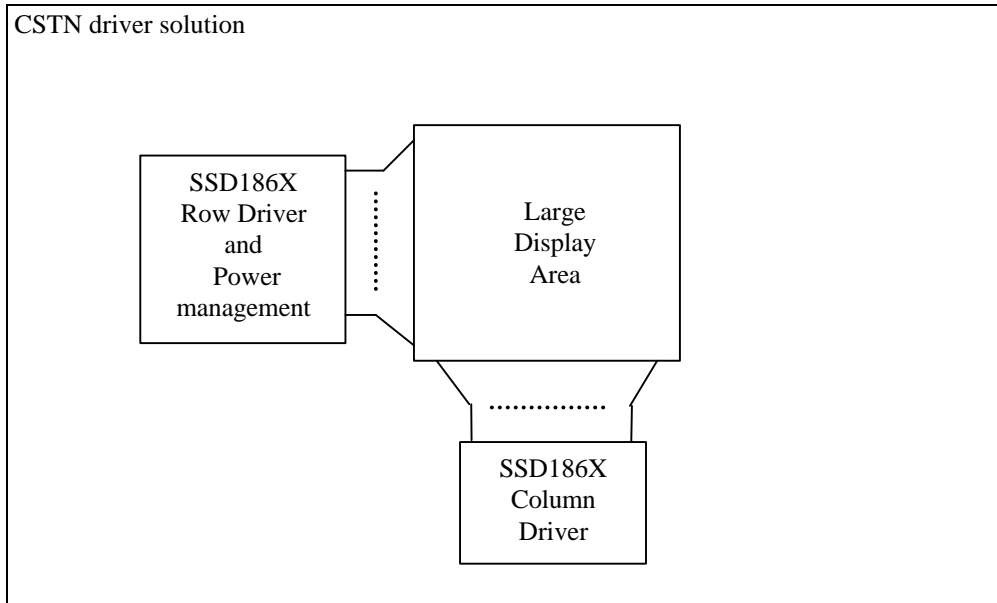 CSTN driver solution
SSD186X
Row Driver
and
Power
management
Large
Display
Area
SSD186X
Column
Driver